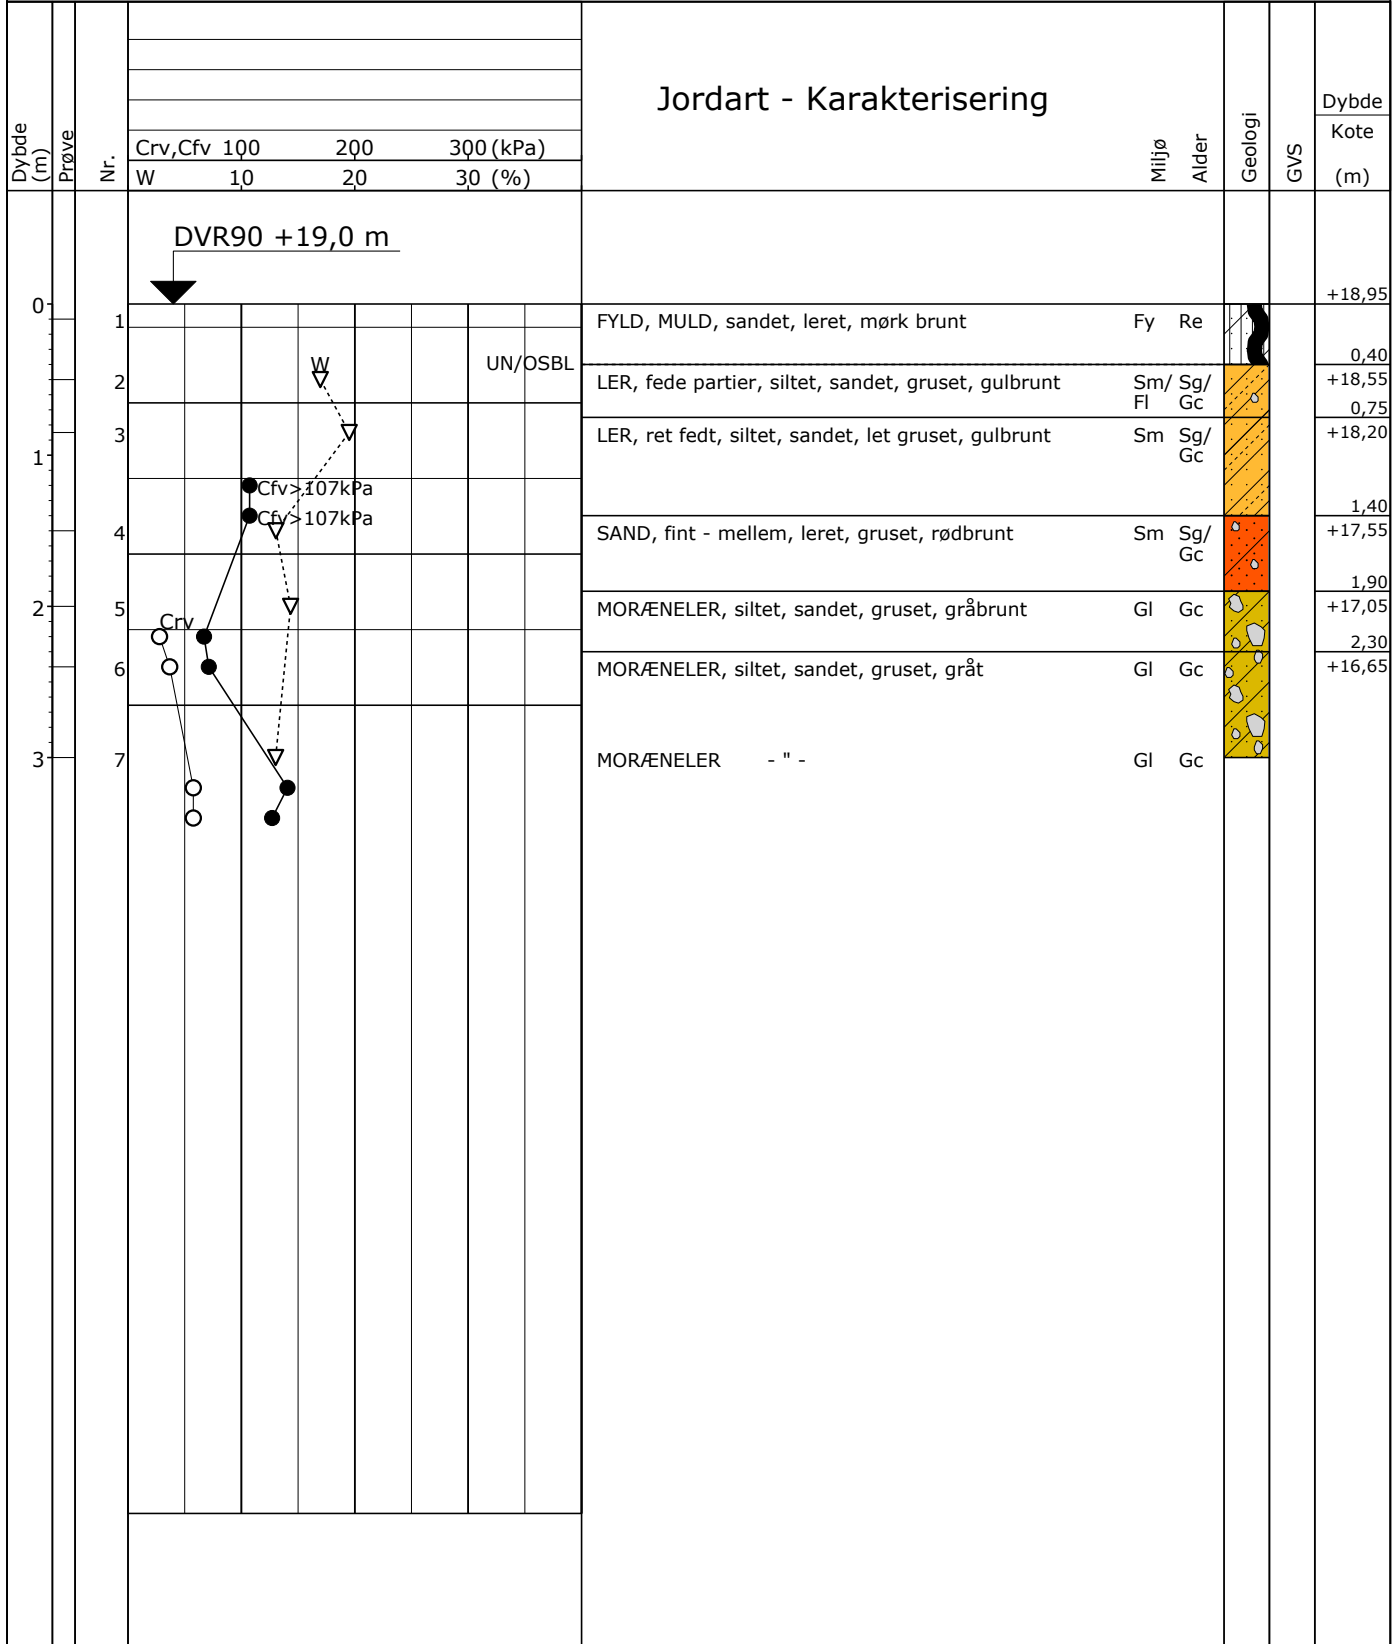 Jordart - Karakterisering
Dybde (m)
Prøve
Nr.
Crv,Cfv 100 200 300 (kPa)
W 10 20 30 (%)
Miljø
Alder
Geologi
GVS
Dybde
Kote
(m)
DVR90 +19,0 m
+18,95
0
1 FYLD, MULD, sandet, leret, mørk brunt Fy Re
0,40
W UN/OSBL
2 LER, fede partier, siltet, sandet, gruset, gulbrunt Sm/ Sg/ +18,55
Fl Gc
0,75
3 LER, ret fedt, siltet, sandet, let gruset, gulbrunt Sm Sg/ +18,20
Gc
1
Cfv>107kPa
1,40
Cfv>107kPa
4 SAND, fint - mellem, leret, gruset, rødbrunt Sm Sg/ +17,55
Gc
1,90
2 5 MORÆNELER, siltet, sandet, gruset, gråbrunt Gl Gc +17,05
Crv
2,30
6 MORÆNELER, siltet, sandet, gruset, gråt Gl Gc +16,65
3 7 MORÆNELER - " - Gl Gc